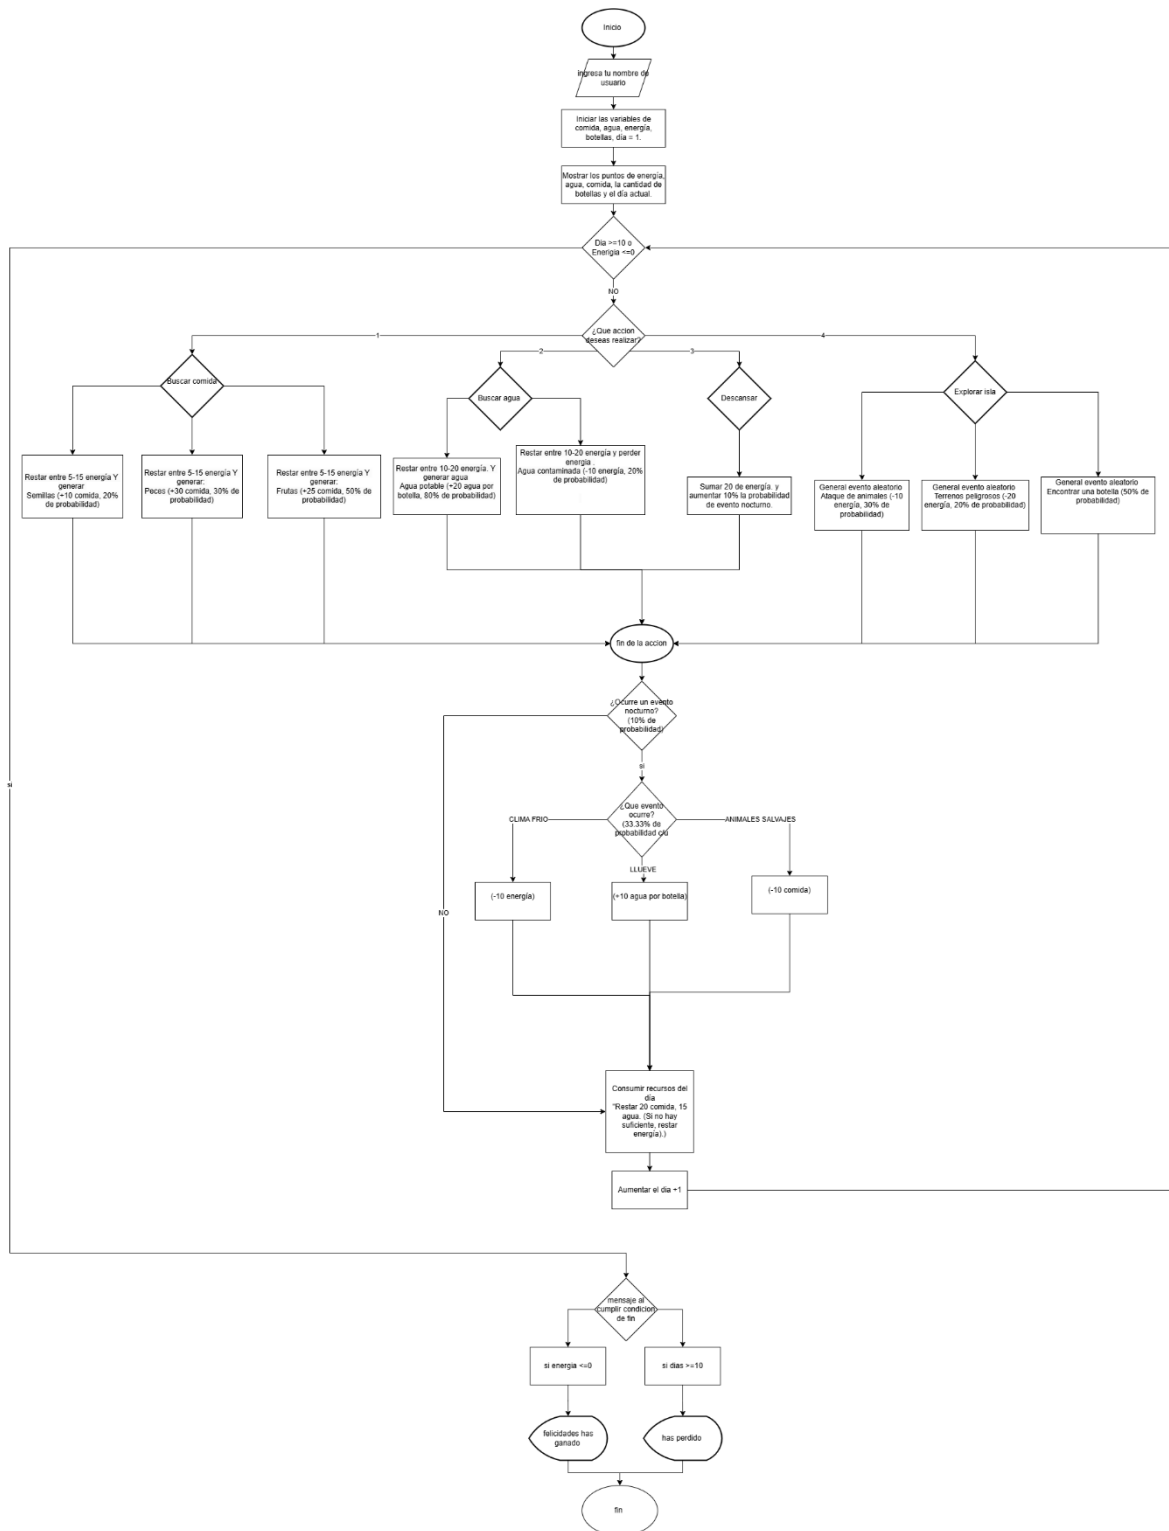 Inicio
ingresa tu nombre de
usuario
Iniciar las variables de
comida, agua, energía,
botellas, día = 1.
Mostrar los puntos de energía,
agua, comida, la cantidad de
botellas y el día actual.
Dia >=10 o
Enerigia <=0
NO
¿Que accion
deseas realizar?
1
2
3
4
Buscar comida
Buscar agua
Descansar
Explorar isla
Restar entre 5-15 energía Y
generar
Semillas (+10 comida, 20%
de probabilidad)
Restar entre 5-15 energía Y
generar:
Peces (+30 comida, 30% de
probabilidad)
Restar entre 5-15 energía Y
generar:
Frutas (+25 comida, 50% de
probabilidad)
Restar entre 10-20 energía. Y
generar agua
Agua potable (+20 agua por
botella, 80% de probabilidad)
Restar entre 10-20 energía y perder
energía .
Agua contaminada (-10 energía, 20%
de probabilidad)
Sumar 20 de energía. y
aumentar 10% la probabilidad
de evento nocturno.
General evento aleatorio
Ataque de animales (-10
energía, 30% de
probabilidad)
General evento aleatorio
Terrenos peligrosos (-20
energía, 20% de probabilidad)
General evento aleatorio
Encontrar una botella (50% de
probabilidad)
fin de la accion
¿Ocurre un evento
nocturno?
(10% de
probabilidad)
si
NO
si
¿Que evento
ocurre?
(33.33% de
probabilidad c/u
CLIMA FRIO
LLUEVE
ANIMALES SALVAJES
(-10 energía)
(+10 agua por botella)
(-10 comida)
Consumir recursos del
día
"Restar 20 comida, 15
agua. (Si no hay
suficiente, restar
energía).)
Aumentar el dia +1
mensaje al
cumplir condicion
de fin
si energia <=0
si dias >=10
felicidades has
ganado
has perdido
fin